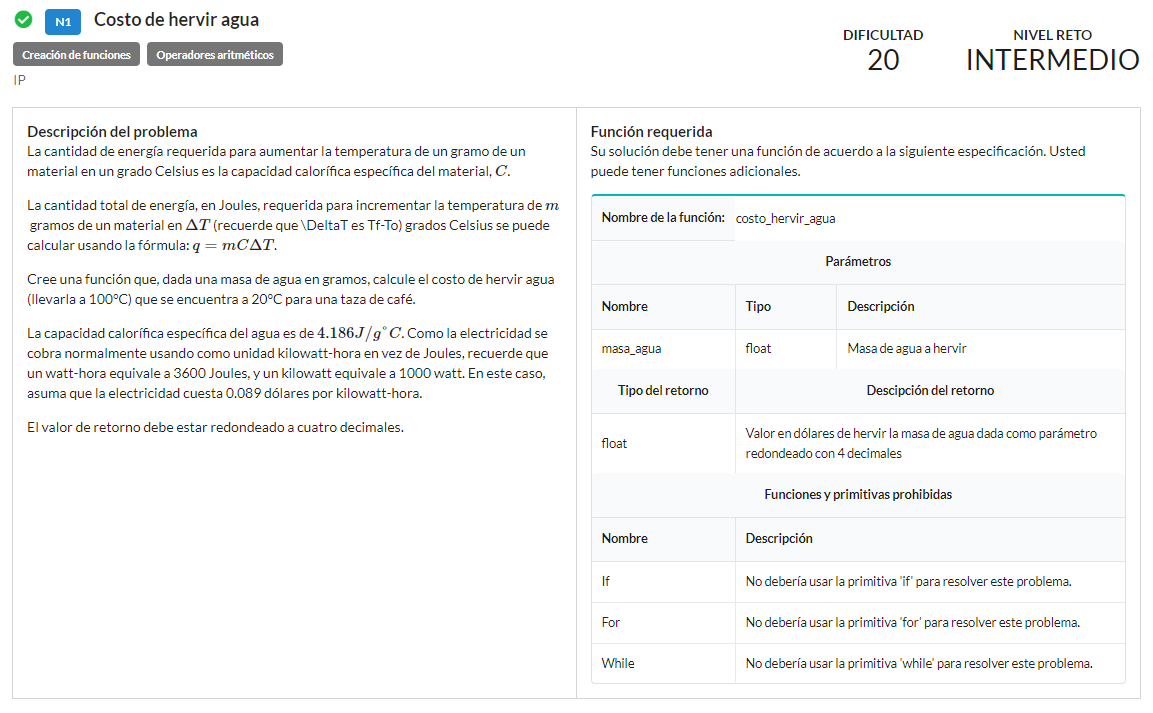 N1 Costo de hervir agua
Creación de funciones Operadores aritméticos
IP
DIFICULTAD
20
NIVEL RETO
INTERMEDIO
Descripción del problema
La cantidad de energía requerida para aumentar la temperatura de un gramo de un
material en un grado Celsius es la capacidad calorífica específica del material, C.
La cantidad total de energía, en Joules, requerida para incrementar la temperatura de m
gramos de un material en ΔT (recuerde que \DeltaT es Tf-To) grados Celsius se puede
calcular usando la fórmula: q = mCΔT.
Cree una función que, dada una masa de agua en gramos, calcule el costo de hervir agua
(llevarla a 100°C) que se encuentra a 20°C para una taza de café.
La capacidad calorífica específica del agua es de 4.186J/g°C. Como la electricidad se
cobra normalmente usando como unidad kilowatt-hora en vez de Joules, recuerde que
un watt-hora equivale a 3600 Joules, y un kilowatt equivale a 1000 watt. En este caso,
asuma que la electricidad cuesta 0.089 dólares por kilowatt-hora.
El valor de retorno debe estar redondeado a cuatro decimales.
Función requerida
Su solución debe tener una función de acuerdo a la siguiente especificación. Usted
puede tener funciones adicionales.
Nombre de la función: costo_hervir_agua
Parámetros
Nombre Tipo Descripción
masa_agua float Masa de agua a hervir
Tipo del retorno Descipción del retorno
float Valor en dólares de hervir la masa de agua dada como parámetro
redondeado con 4 decimales
Funciones y primitivas prohibidas
Nombre Descripción
If No debería usar la primitiva 'if' para resolver este problema.
For No debería usar la primitiva 'for' para resolver este problema.
While No debería usar la primitiva 'while' para resolver este problema.